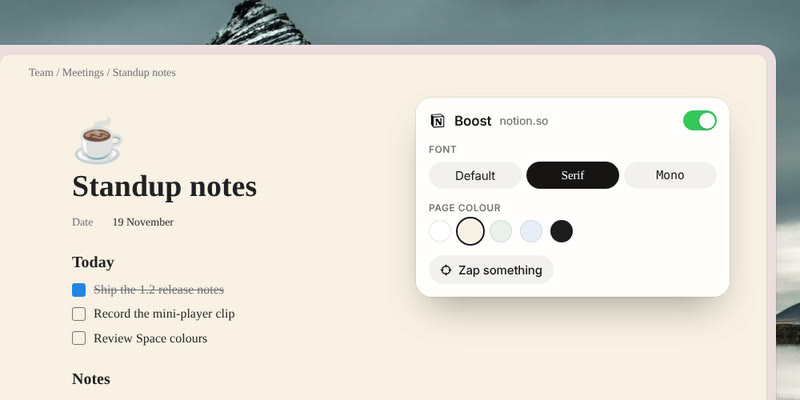 Team / Meetings / Standup notes
Standup notes
Date 19 November
Today
Ship the 1.2 release notes
Record the mini-player clip
Review Space colours
Notes
Boost notion.so
FONT
Default Serif Mono
PAGE COLOUR
Zap something